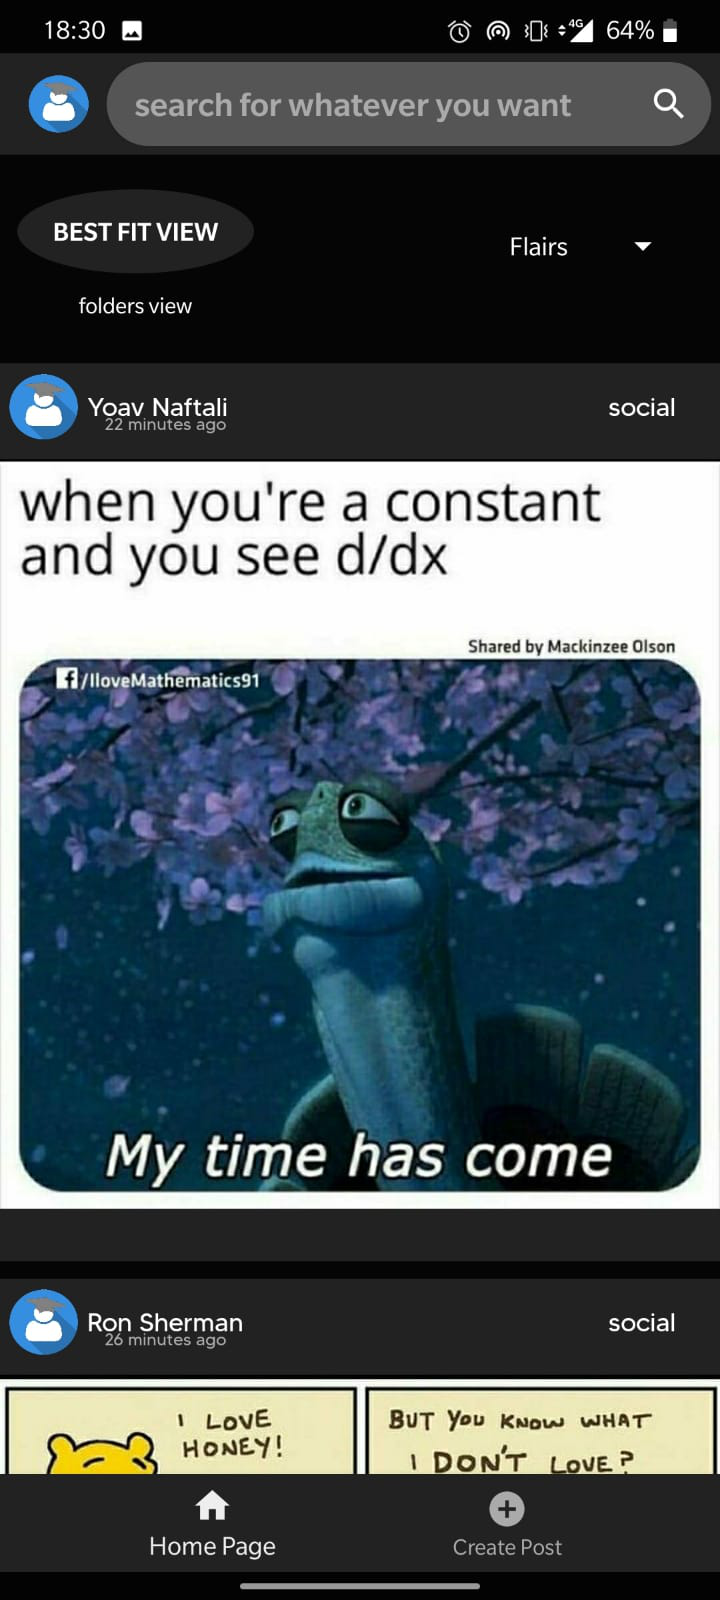 18:30
4G 64%
search for whatever you want
BEST FIT VIEW
Flairs
folders view
Yoav Naftali
22 minutes ago
social
when you're a constant
and you see d/dx
Shared by Mackinzee Olson
f/IloveMathematics91
My time has come
Ron Sherman
26 minutes ago
social
I LOVE
HONEY!
BUT YOU KNOW WHAT
I DON'T LOVE?
Home Page
Create Post